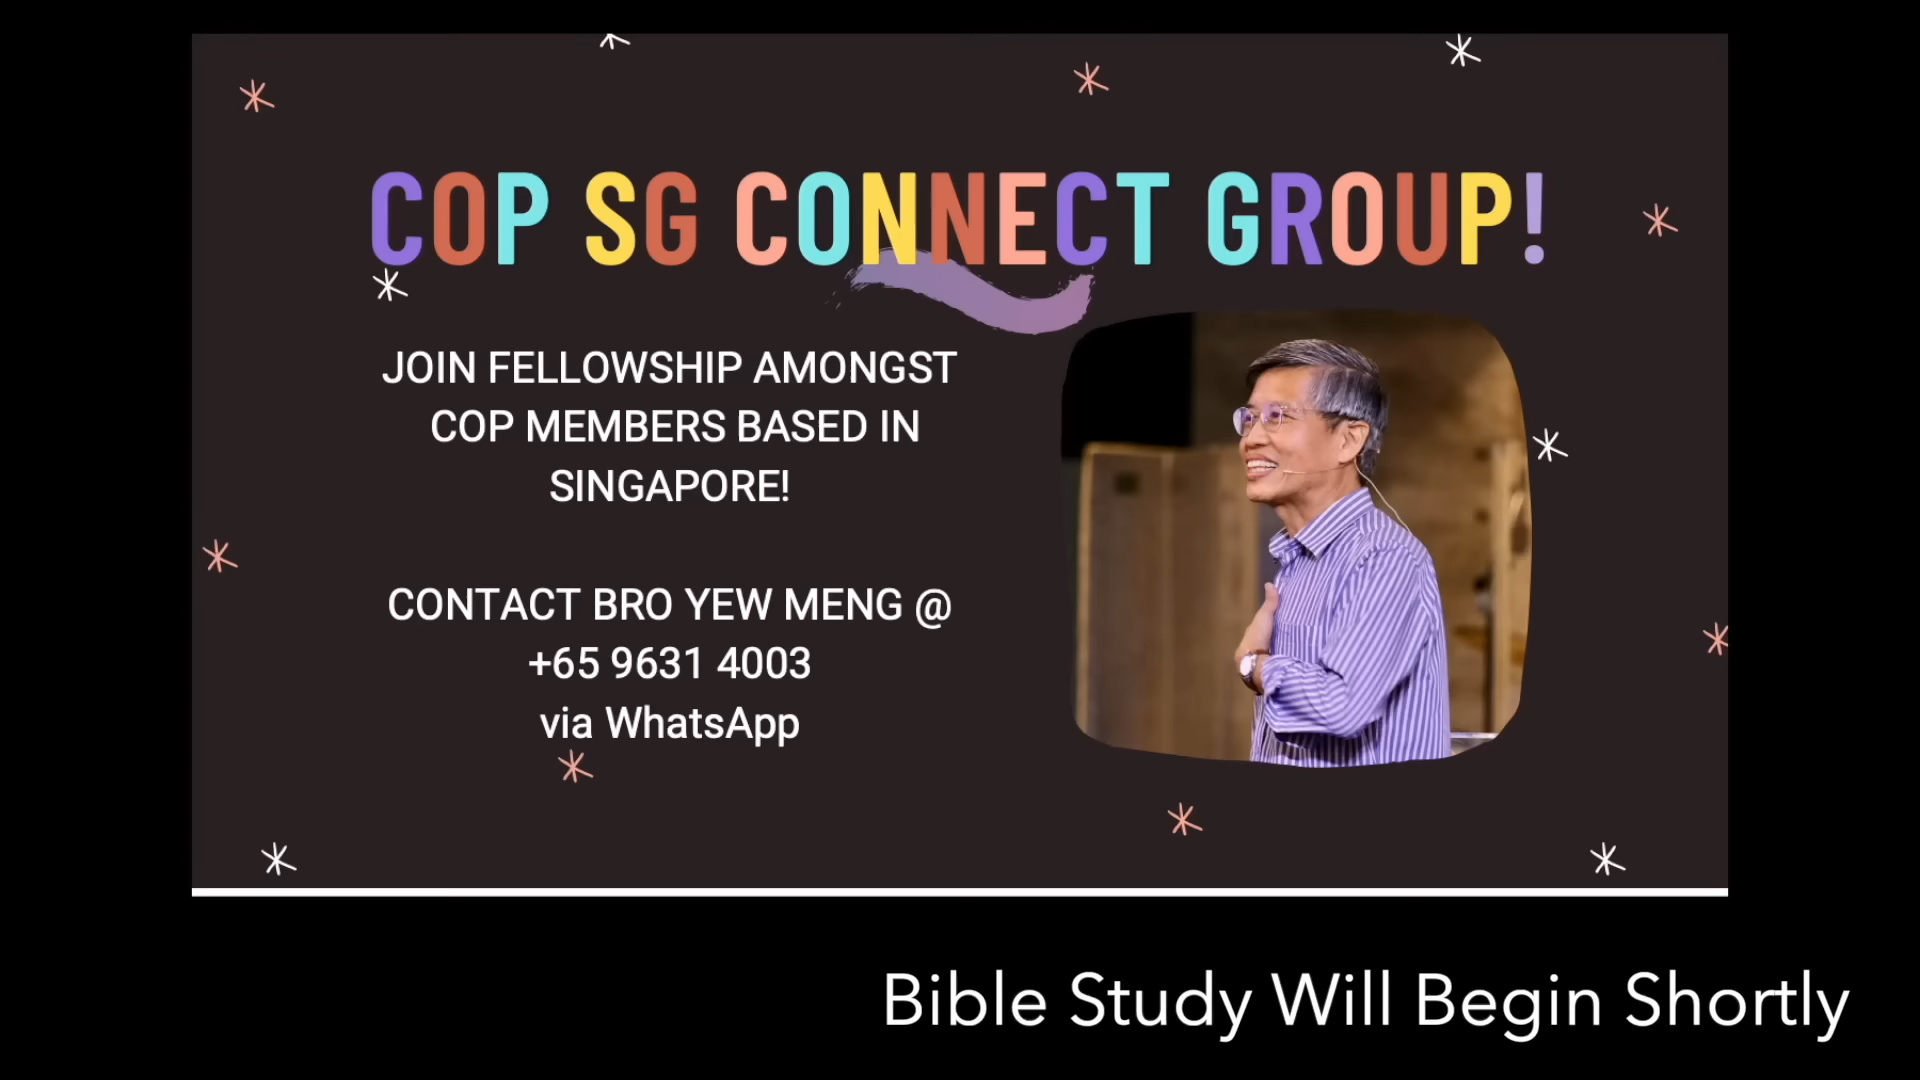 COP SG CONNECT GROUP!
JOIN FELLOWSHIP AMONGST
COP MEMBERS BASED IN
SINGAPORE!
CONTACT BRO YEW MENG @
+65 9631 4003
via WhatsApp
Bible Study Will Begin Shortly